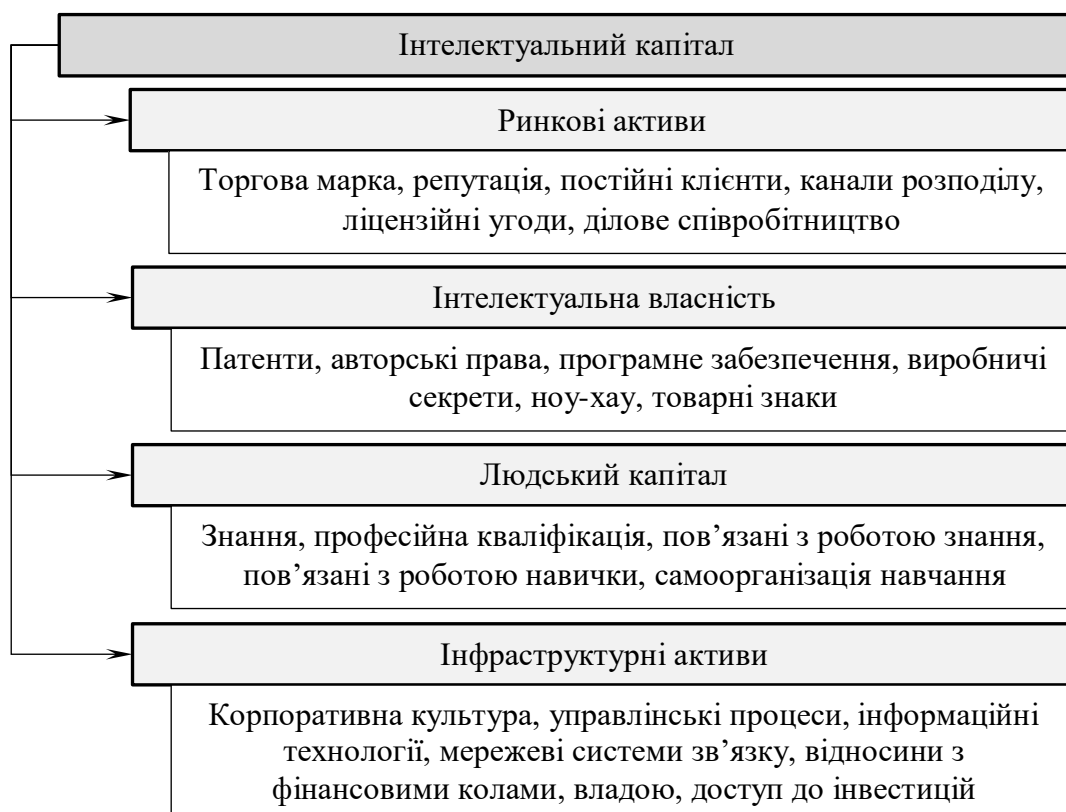 Інтелектуальний капітал
Ринкові активи
Торгова марка, репутація, постійні клієнти, канали розподілу,
ліцензійні угоди, ділове співробітництво
Інтелектуальна власність
Патенти, авторські права, програмне забезпечення, виробничі
секрети, ноу-хау, товарні знаки
Людський капітал
Знання, професійна кваліфікація, пов’язані з роботою знання,
пов’язані з роботою навички, самоорганізація навчання
Інфраструктурні активи
Корпоративна культура, управлінські процеси, інформаційні
технології, мережеві системи зв’язку, відносини з
фінансовими колами, владою, доступ до інвестицій